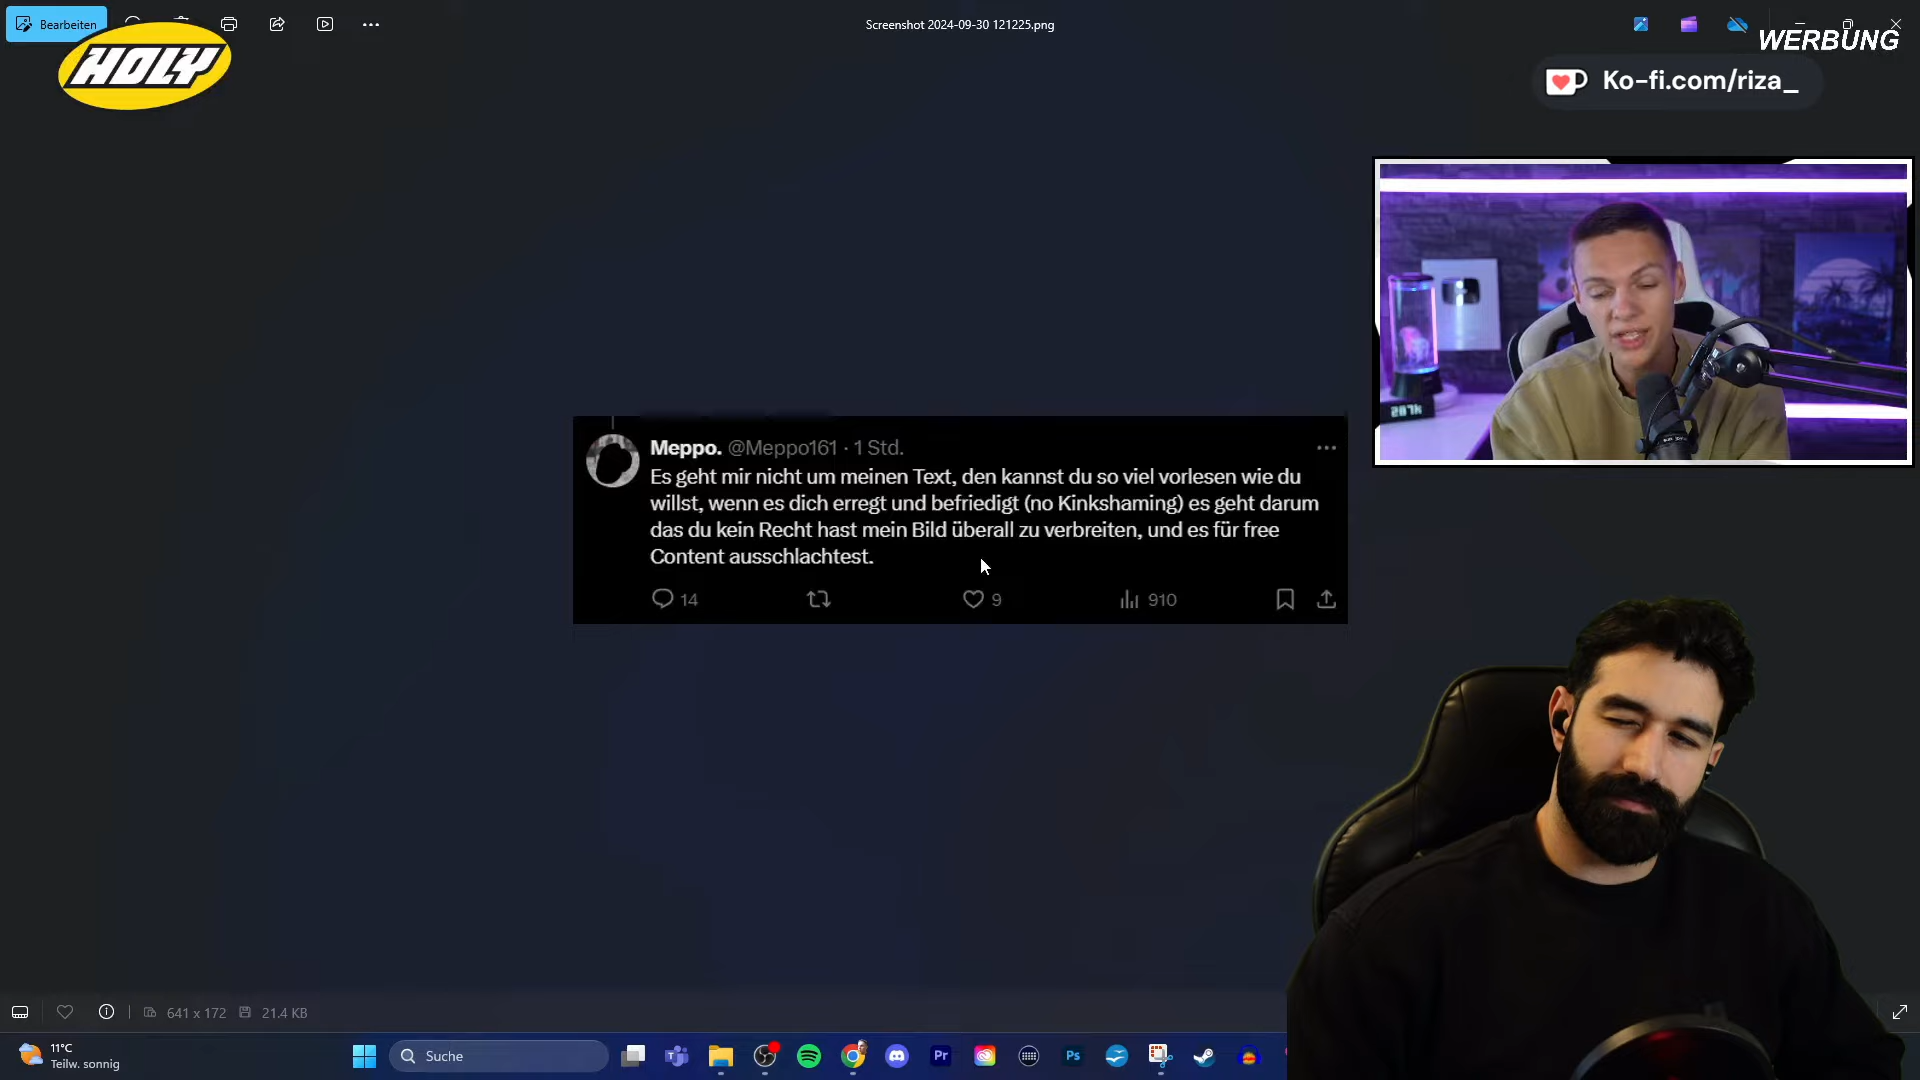 Bearbeiten
Screenshot 2024-09-30 121225.png
HOLY
WERBUNG
Ko-fi.com/riza_
Meppo. @Meppo161 · 1 Std.
Es geht mir nicht um meinen Text, den kannst du so viel vorlesen wie du
willst, wenn es dich erregt und befriedigt (no Kinkshaming) es geht darum
das du kein Recht hast mein Bild überall zu verbreiten, und es für free
Content ausschlachtest.
14
9
910
287k
641 x 172
21.4 KB
11°C
Teilw. sonnig
Suche
Pr
Ps